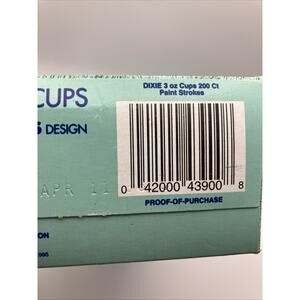 DIXIE 3 oz Cups 200 Ct
Paint Strokes
CUPS
DESIGN
APR 11
0 42000 43900 8
PROOF-OF-PURCHASE
ON